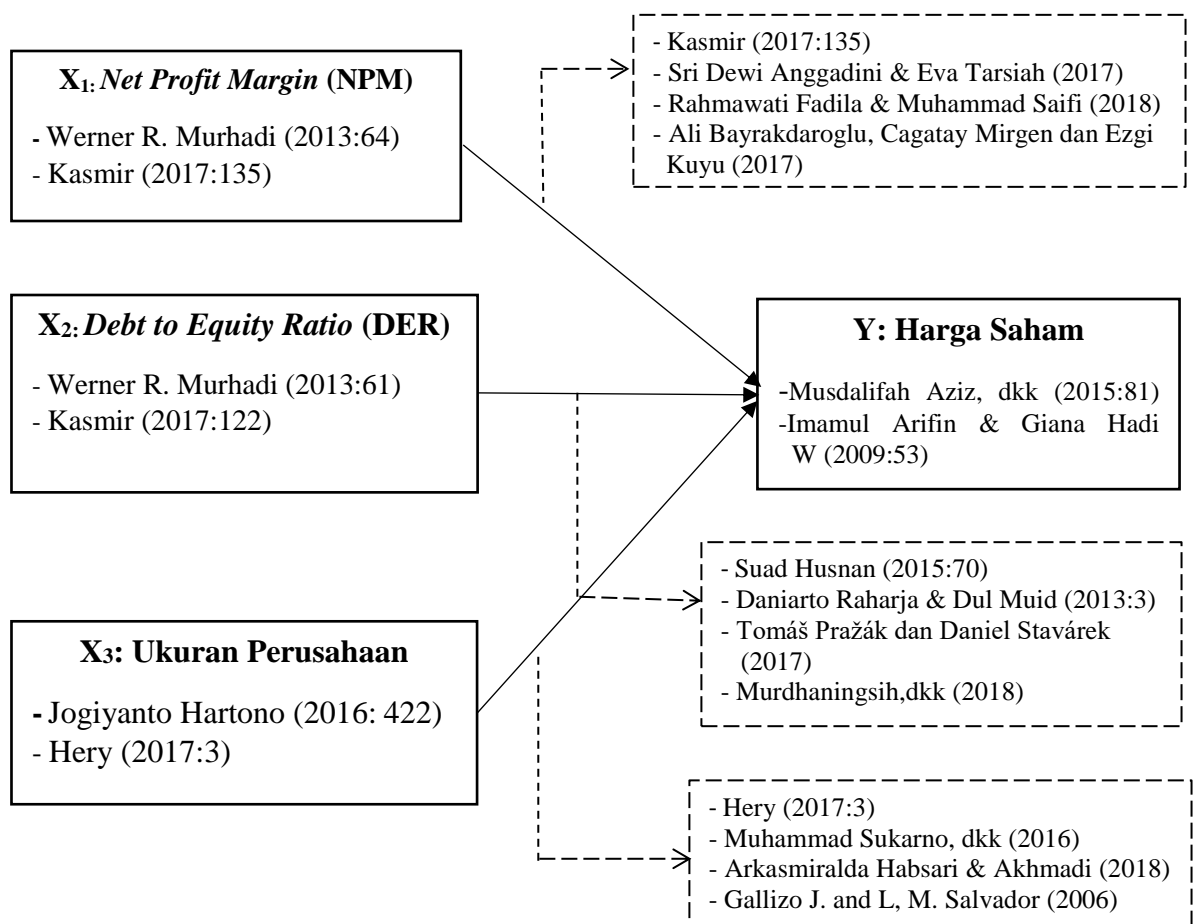 X1: Net Profit Margin (NPM)
- Werner R. Murhadi (2013:64)
- Kasmir (2017:135)
- Kasmir (2017:135)
- Sri Dewi Anggadini & Eva Tarsiah (2017)
- Rahmawati Fadila & Muhammad Saifi (2018)
- Ali Bayrakdaroglu, Cagatay Mirgen dan Ezgi
Kuyu (2017)
X2: Debt to Equity Ratio (DER)
- Werner R. Murhadi (2013:61)
- Kasmir (2017:122)
Y: Harga Saham
-Musdalifah Aziz, dkk (2015:81)
-Imamul Arifin & Giana Hadi
W (2009:53)
- Suad Husnan (2015:70)
- Daniarto Raharja & Dul Muid (2013:3)
- Tomáš Pražák dan Daniel Stavárek
(2017)
- Murdhaningsih,dkk (2018)
X3: Ukuran Perusahaan
- Jogiyanto Hartono (2016: 422)
- Hery (2017:3)
- Hery (2017:3)
- Muhammad Sukarno, dkk (2016)
- Arkasmiralda Habsari & Akhmadi (2018)
- Gallizo J. and L, M. Salvador (2006)